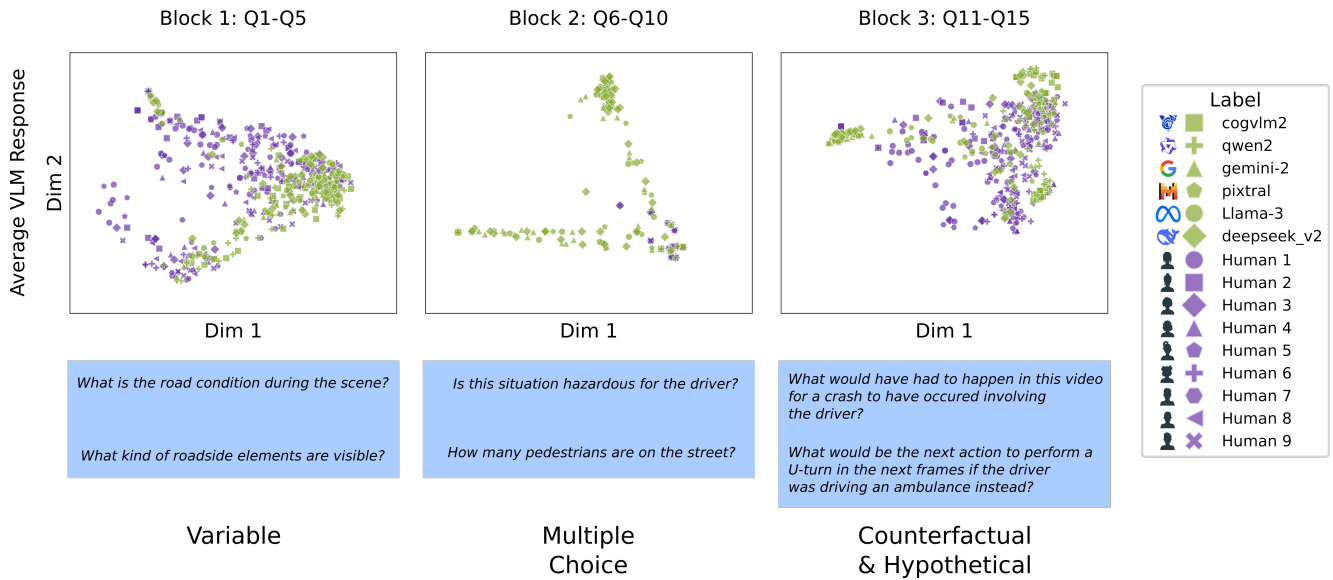 Block 1: Q1-Q5
Block 2: Q6-Q10
Block 3: Q11-Q15
Average VLM Response
Dim 2
Dim 1
Dim 1
Dim 1
Label
cogvlm2
qwen2
gemini-2
pixtral
Llama-3
deepseek_v2
Human 1
Human 2
Human 3
Human 4
Human 5
Human 6
Human 7
Human 8
Human 9
What is the road condition during the scene?
What kind of roadside elements are visible?
Is this situation hazardous for the driver?
How many pedestrians are on the street?
What would have had to happen in this video
for a crash to have occured involving
the driver?
What would be the next action to perform a
U-turn in the next frames if the driver
was driving an ambulance instead?
Variable
Multiple
Choice
Counterfactual
& Hypothetical